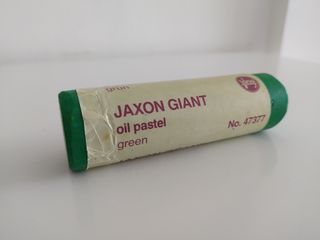 grün
JAXON GIANT
oil pastel
No. 47377
green